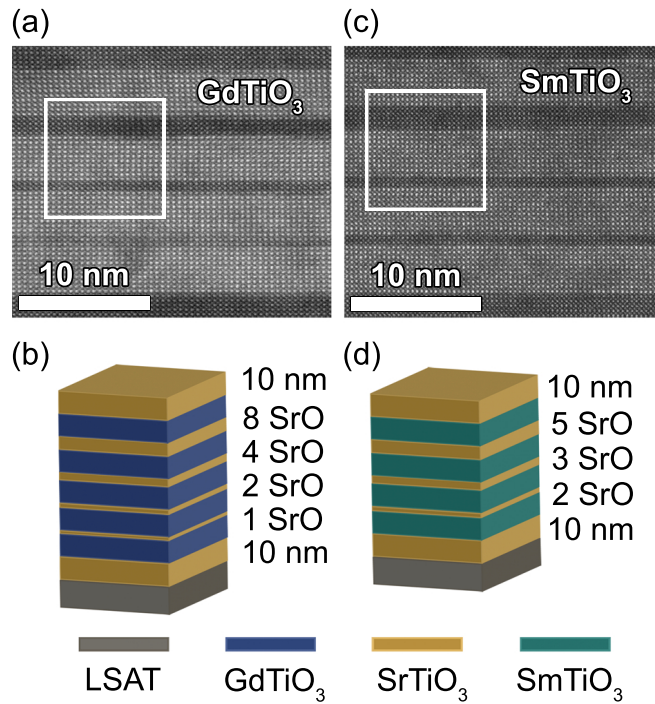 (a)
GdTiO₃
10 nm
(c)
SmTiO₃
10 nm
(b)
10 nm
8 SrO
4 SrO
2 SrO
1 SrO
10 nm
(d)
10 nm
5 SrO
3 SrO
2 SrO
10 nm
LSAT
GdTiO₃
SrTiO₃
SmTiO₃